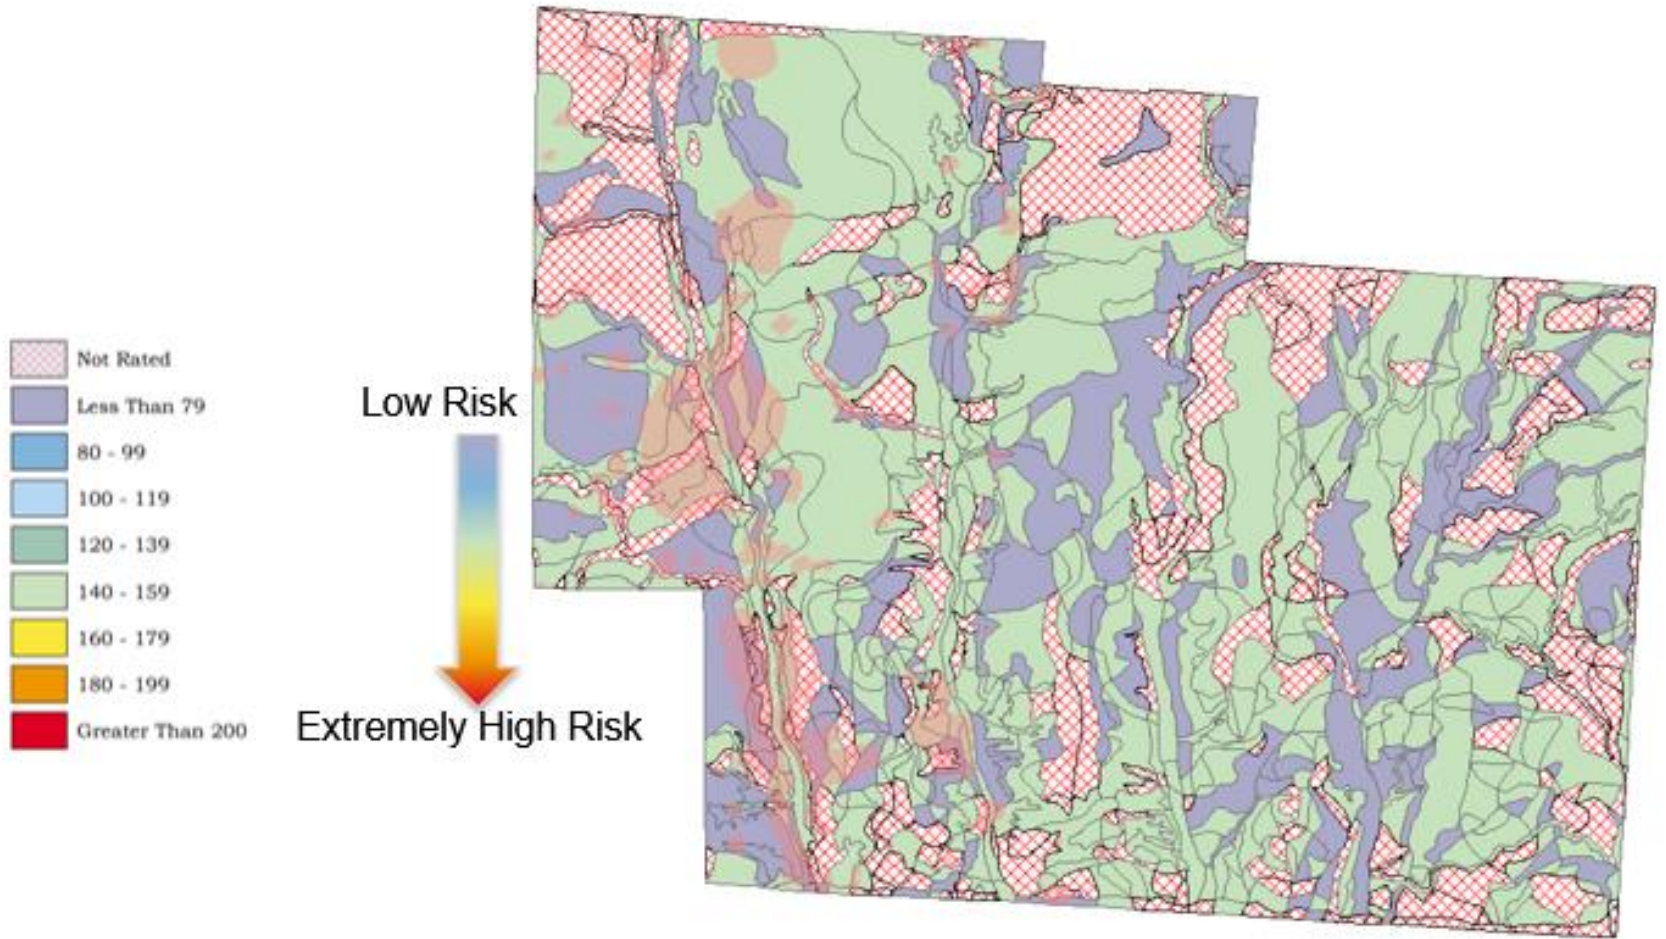 Not Rated
Less Than 79
80 - 99
100 - 119
120 - 139
140 - 159
160 - 179
180 - 199
Greater Than 200
Low Risk
Extremely High Risk